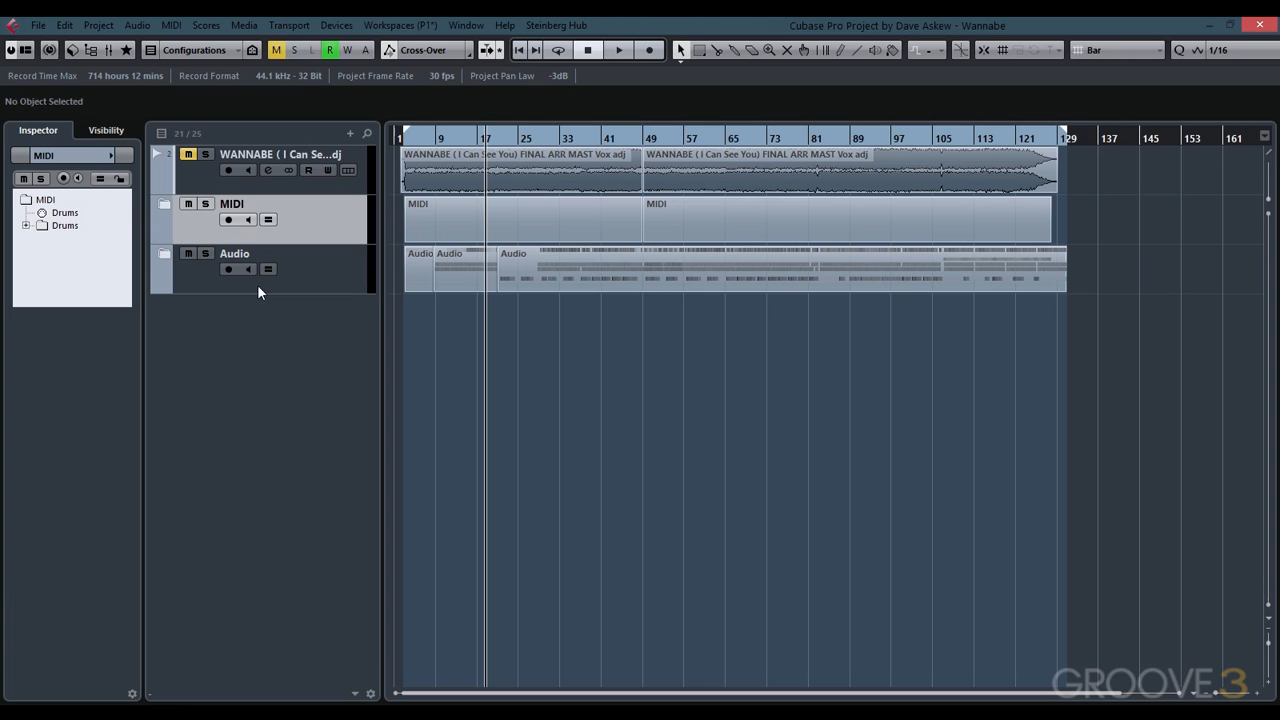 File Edit Project Audio MIDI Scores Media Transport Devices Workspaces (P1*) Window Help Steinberg Hub Cubase Pro Project by Dave Askew - Wannabe
Configurations M S L R W A Cross-Over Bar Q 1/16
Record Time Max 714 hours 12 mins Record Format 44.1 kHz - 32 Bit Project Frame Rate 30 fps Project Pan Law -3dB
No Object Selected
Inspector Visibility 21 / 25 1 9 17 25 33 41 49 57 65 73 81 89 97 105 113 121 129 137 145 153 161
MIDI
M S WANNABE ( I Can Se...dj
R W
WANNABE ( I Can See You) FINAL ARR MAST Vox adj WANNABE ( I Can See You) FINAL ARR MAST Vox adj
M S
MIDI
Drums
Drums
M S MIDI
MIDI MIDI
M S Audio
Audio Audio Audio
GROOVE3